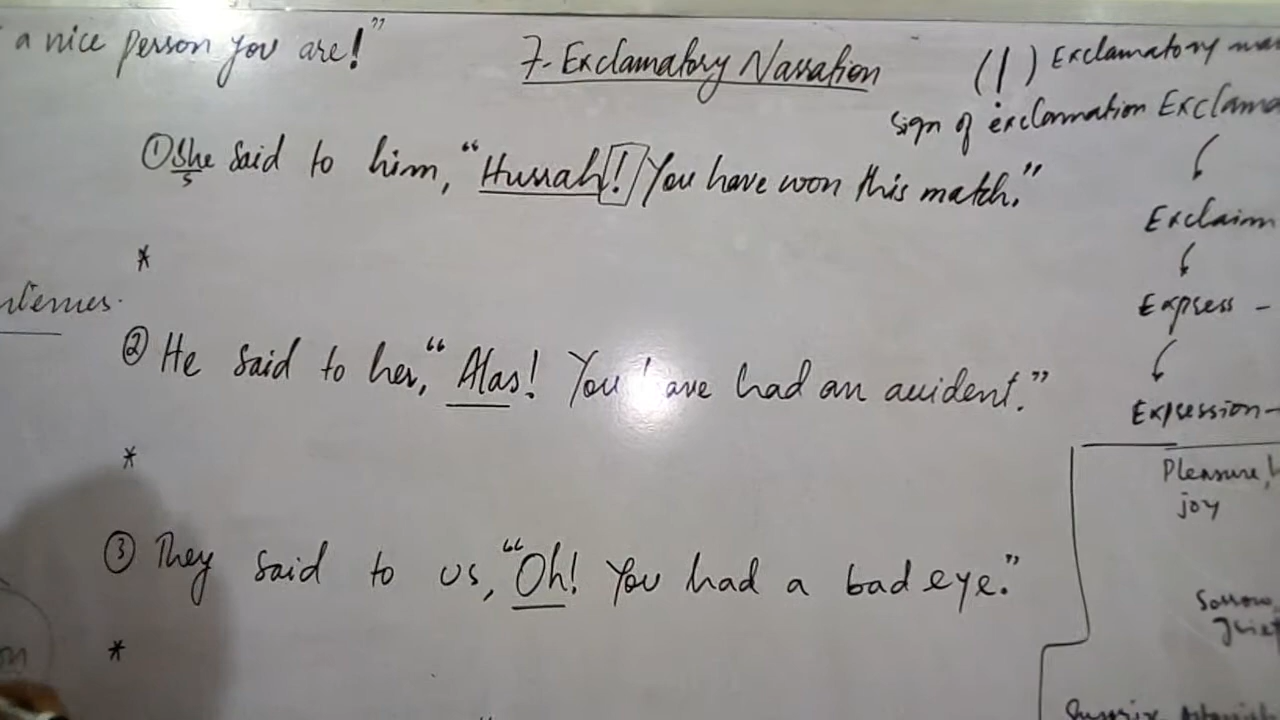 a nice person you are!”
7. Exclamatory Narration
(!) Exclamatory
sign of exclamation Exclama
① She said to him, “Hurrah! You have won this match.”
S
Exclaim
*
Express -
② He said to her, “Alas! You have had an accident.”
Expression -
*
Pleasure,
joy
③ They said to us, “Oh! You had a bad eye.”
Sorrow,
grief
*
on